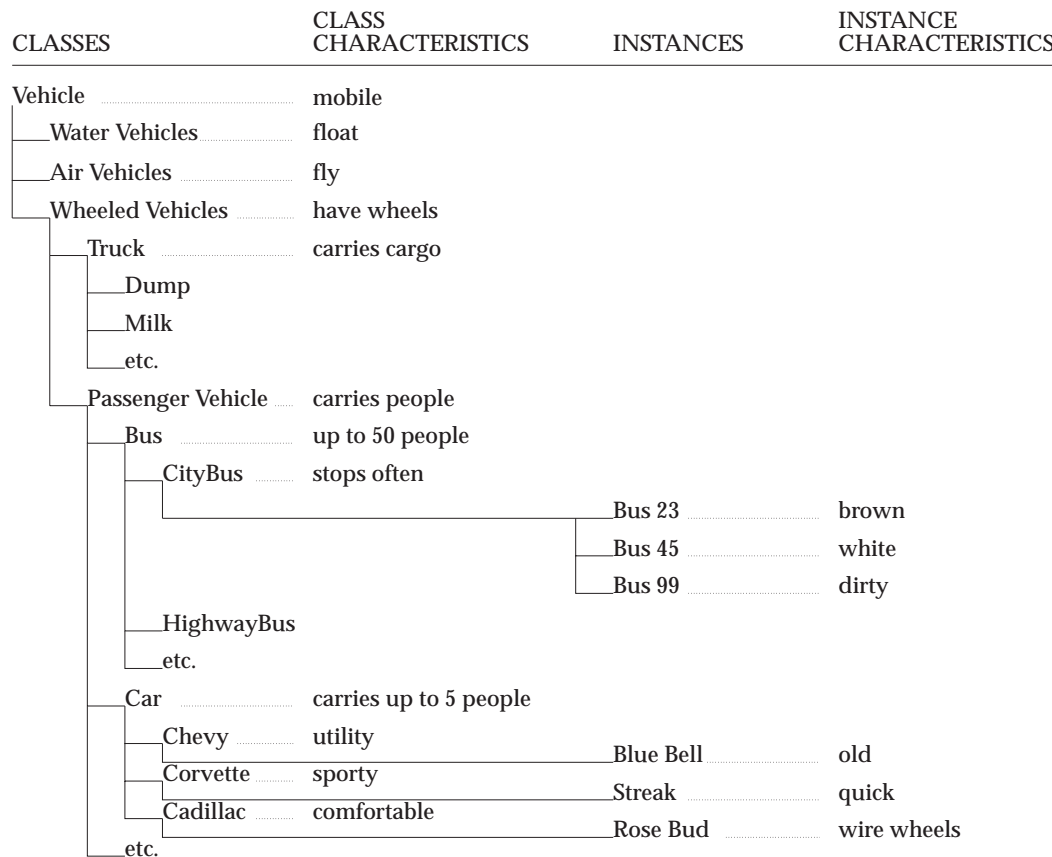 CLASSES CLASS CHARACTERISTICS INSTANCES INSTANCE CHARACTERISTICS
Vehicle mobile
Water Vehicles float
Air Vehicles fly
Wheeled Vehicles have wheels
Truck carries cargo
Dump
Milk
etc.
Passenger Vehicle carries people
Bus up to 50 people
CityBus stops often
Bus 23 brown
Bus 45 white
Bus 99 dirty
HighwayBus
etc.
Car carries up to 5 people
Chevy utility
Blue Bell old
Corvette sporty
Streak quick
Cadillac comfortable
Rose Bud wire wheels
etc.